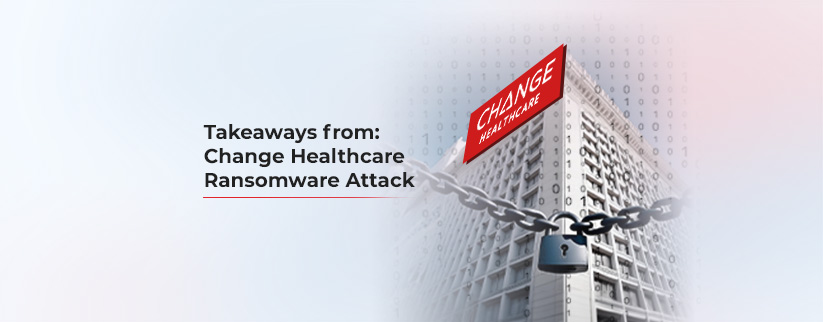 Takeaways from:
Change Healthcare
Ransomware Attack
CHANGE
HEALTHCARE